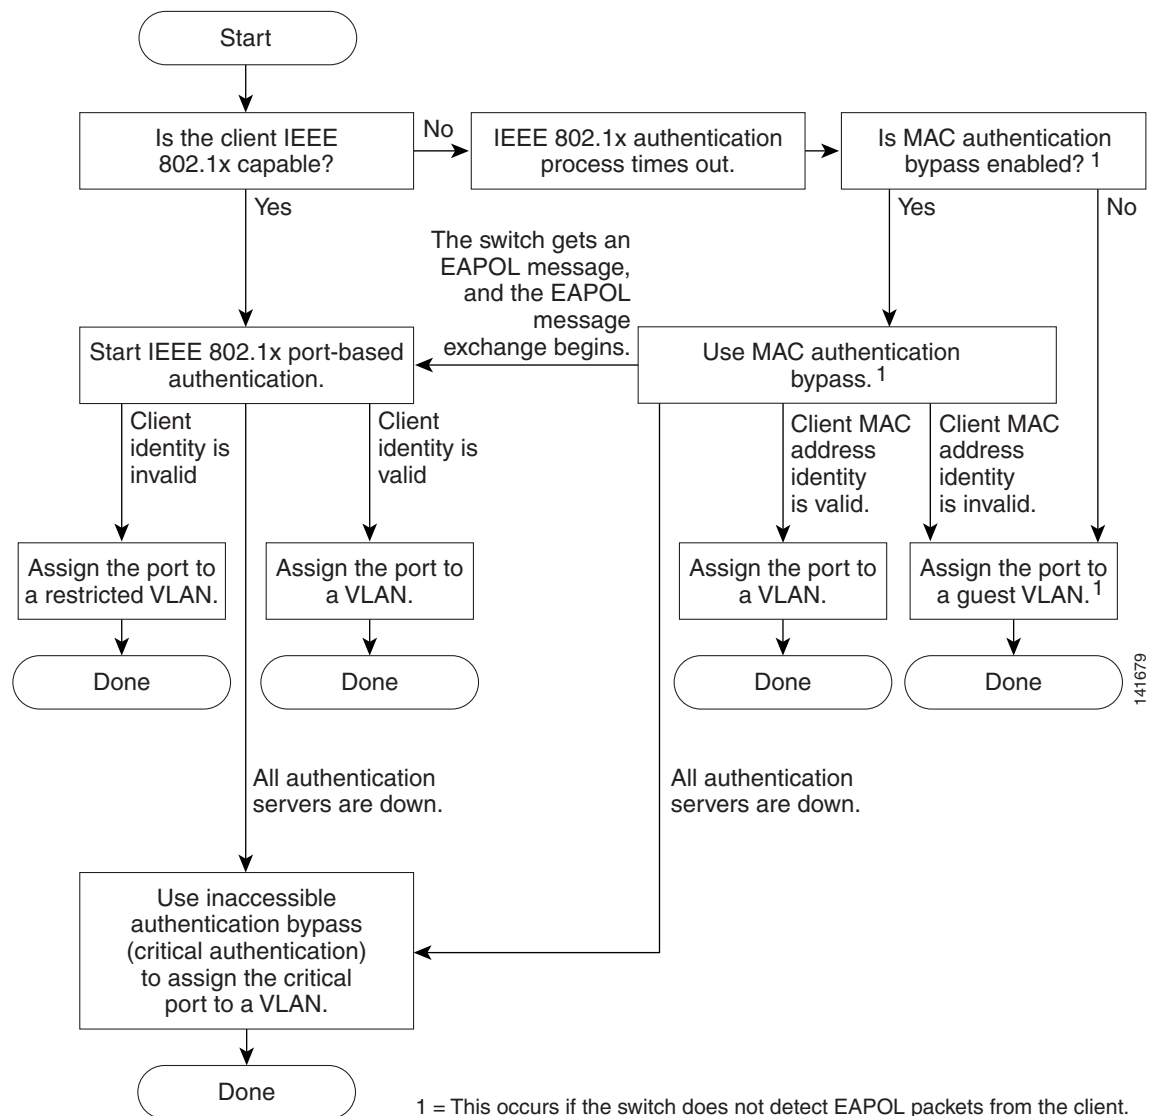 Start
Is the client IEEE
802.1x capable?
No
IEEE 802.1x authentication
process times out.
Is MAC authentication
bypass enabled? 1
Yes
Yes
No
The switch gets an
EAPOL message,
and the EAPOL
message
exchange begins.
Start IEEE 802.1x port-based
authentication.
Use MAC authentication
bypass. 1
Client
identity is
invalid
Client
identity is
valid
Client MAC
address
identity
is valid.
Client MAC
address
identity
is invalid.
Assign the port to
a restricted VLAN.
Assign the port to
a VLAN.
Assign the port to
a VLAN.
Assign the port to
a guest VLAN. 1
Done
Done
Done
Done
141679
All authentication
servers are down.
All authentication
servers are down.
Use inaccessible
authentication bypass
(critical authentication)
to assign the critical
port to a VLAN.
Done
1 = This occurs if the switch does not detect EAPOL packets from the client.